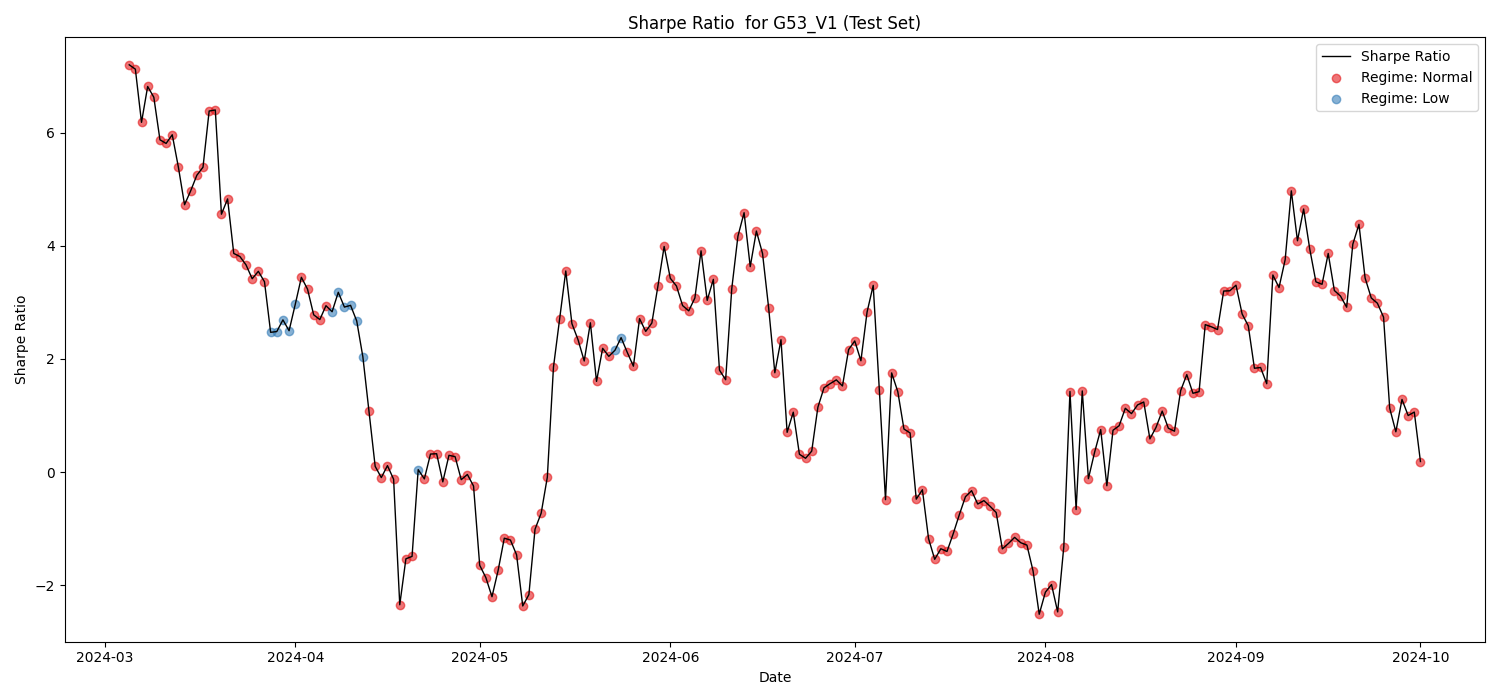 Sharpe Ratio  for G53_V1 (Test Set)
Sharpe Ratio
Regime: Normal
Regime: Low
Sharpe Ratio
6
4
2
0
−2
2024-03
2024-04
2024-05
2024-06
2024-07
2024-08
2024-09
2024-10
Date